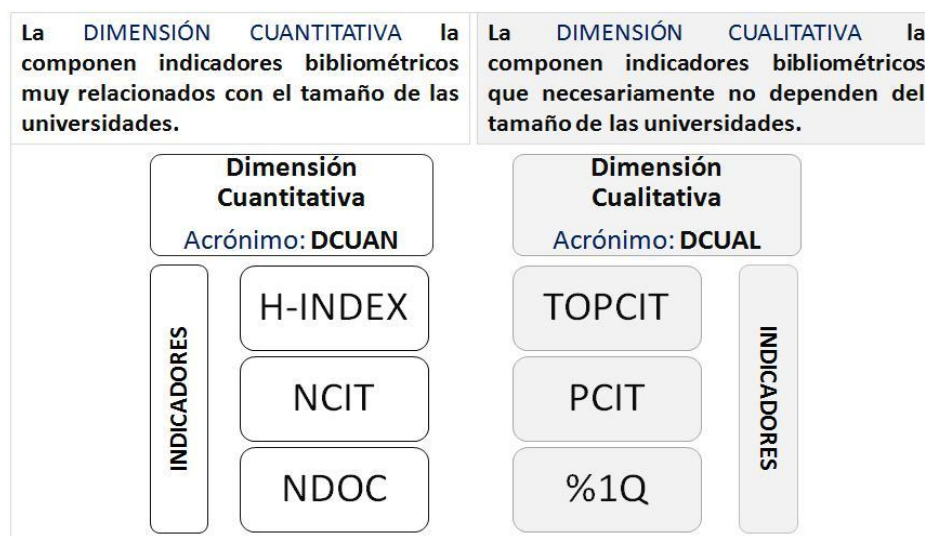 La DIMENSIÓN CUANTITATIVA la
componen indicadores bibliométricos
muy relacionados con el tamaño de las
universidades.
La DIMENSIÓN CUALITATIVA la
componen indicadores bibliométricos
que necesariamente no dependen del
tamaño de las universidades.
Dimensión
Cuantitativa
Acrónimo: DCUAN
INDICADORES
H-INDEX
NCIT
NDOC
Dimensión
Cualitativa
Acrónimo: DCUAL
TOPCIT
PCIT
%1Q
INDICADORES